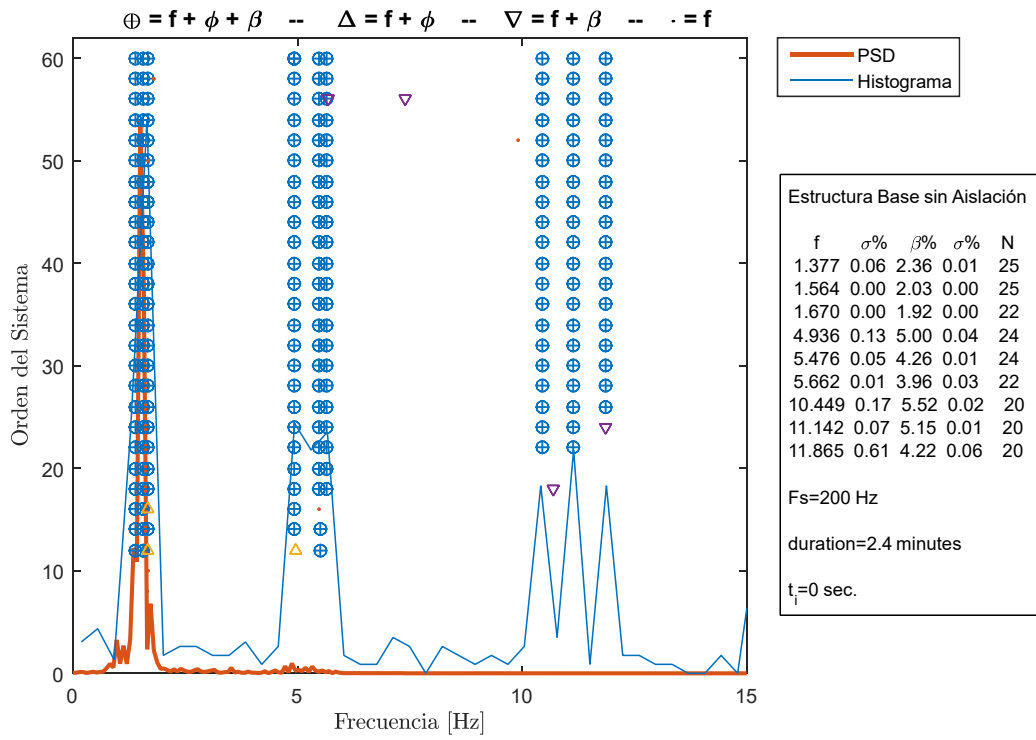 ⊕ = f + ϕ + β -- △ = f + ϕ -- ▽ = f + β -- · = f
PSD
Histograma
60
50
40
30
20
10
0
Orden del Sistema
0 5 10 15
Frecuencia [Hz]
Estructura Base sin Aislación
f σ% β% σ% N
1.377 0.06 2.36 0.01 25
1.564 0.00 2.03 0.00 25
1.670 0.00 1.92 0.00 22
4.936 0.13 5.00 0.04 24
5.476 0.05 4.26 0.01 24
5.662 0.01 3.96 0.03 22
10.449 0.17 5.52 0.02 20
11.142 0.07 5.15 0.01 20
11.865 0.61 4.22 0.06 20
Fs=200 Hz
duration=2.4 minutes
t_i=0 sec.